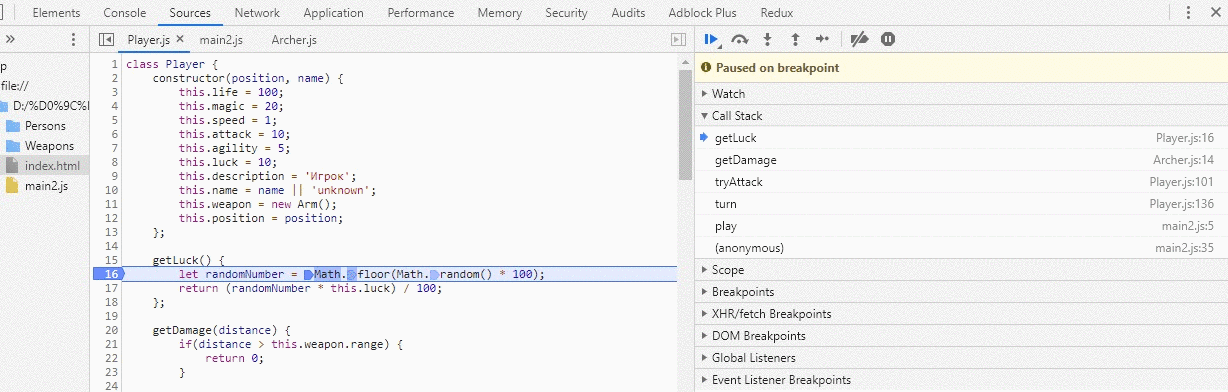 Elements Console Sources Network Application Performance Memory Security Audits Adblock Plus Redux
» Player.js × main2.js Archer.js
p
file://
D:/%D0%9C%
Persons
Weapons
index.html
main2.js
1 class Player {
2 constructor(position, name) {
3 this.life = 100;
4 this.magic = 20;
5 this.speed = 1;
6 this.attack = 10;
7 this.agility = 5;
8 this.luck = 10;
9 this.description = 'Игрок';
10 this.name = name || 'unknown';
11 this.weapon = new Arm();
12 this.position = position;
13 };
14
15 getLuck() {
16 let randomNumber = Math.floor(Math.random() * 100);
17 return (randomNumber * this.luck) / 100;
18 };
19
20 getDamage(distance) {
21 if(distance > this.weapon.range) {
22 return 0;
23 }
24
Paused on breakpoint
Watch
Call Stack
getLuck Player.js:16
getDamage Archer.js:14
tryAttack Player.js:101
turn Player.js:136
play main2.js:5
(anonymous) main2.js:35
Scope
Breakpoints
XHR/fetch Breakpoints
DOM Breakpoints
Global Listeners
Event Listener Breakpoints